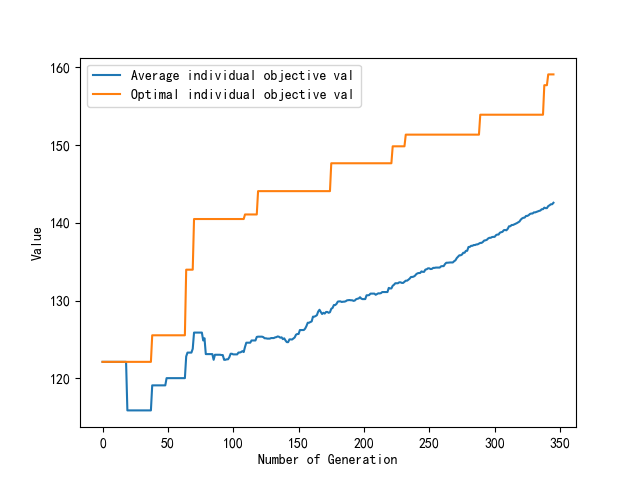 Average individual objective val
Optimal individual objective val
160
150
140
130
120
Value
0 50 100 150 200 250 300 350
Number of Generation